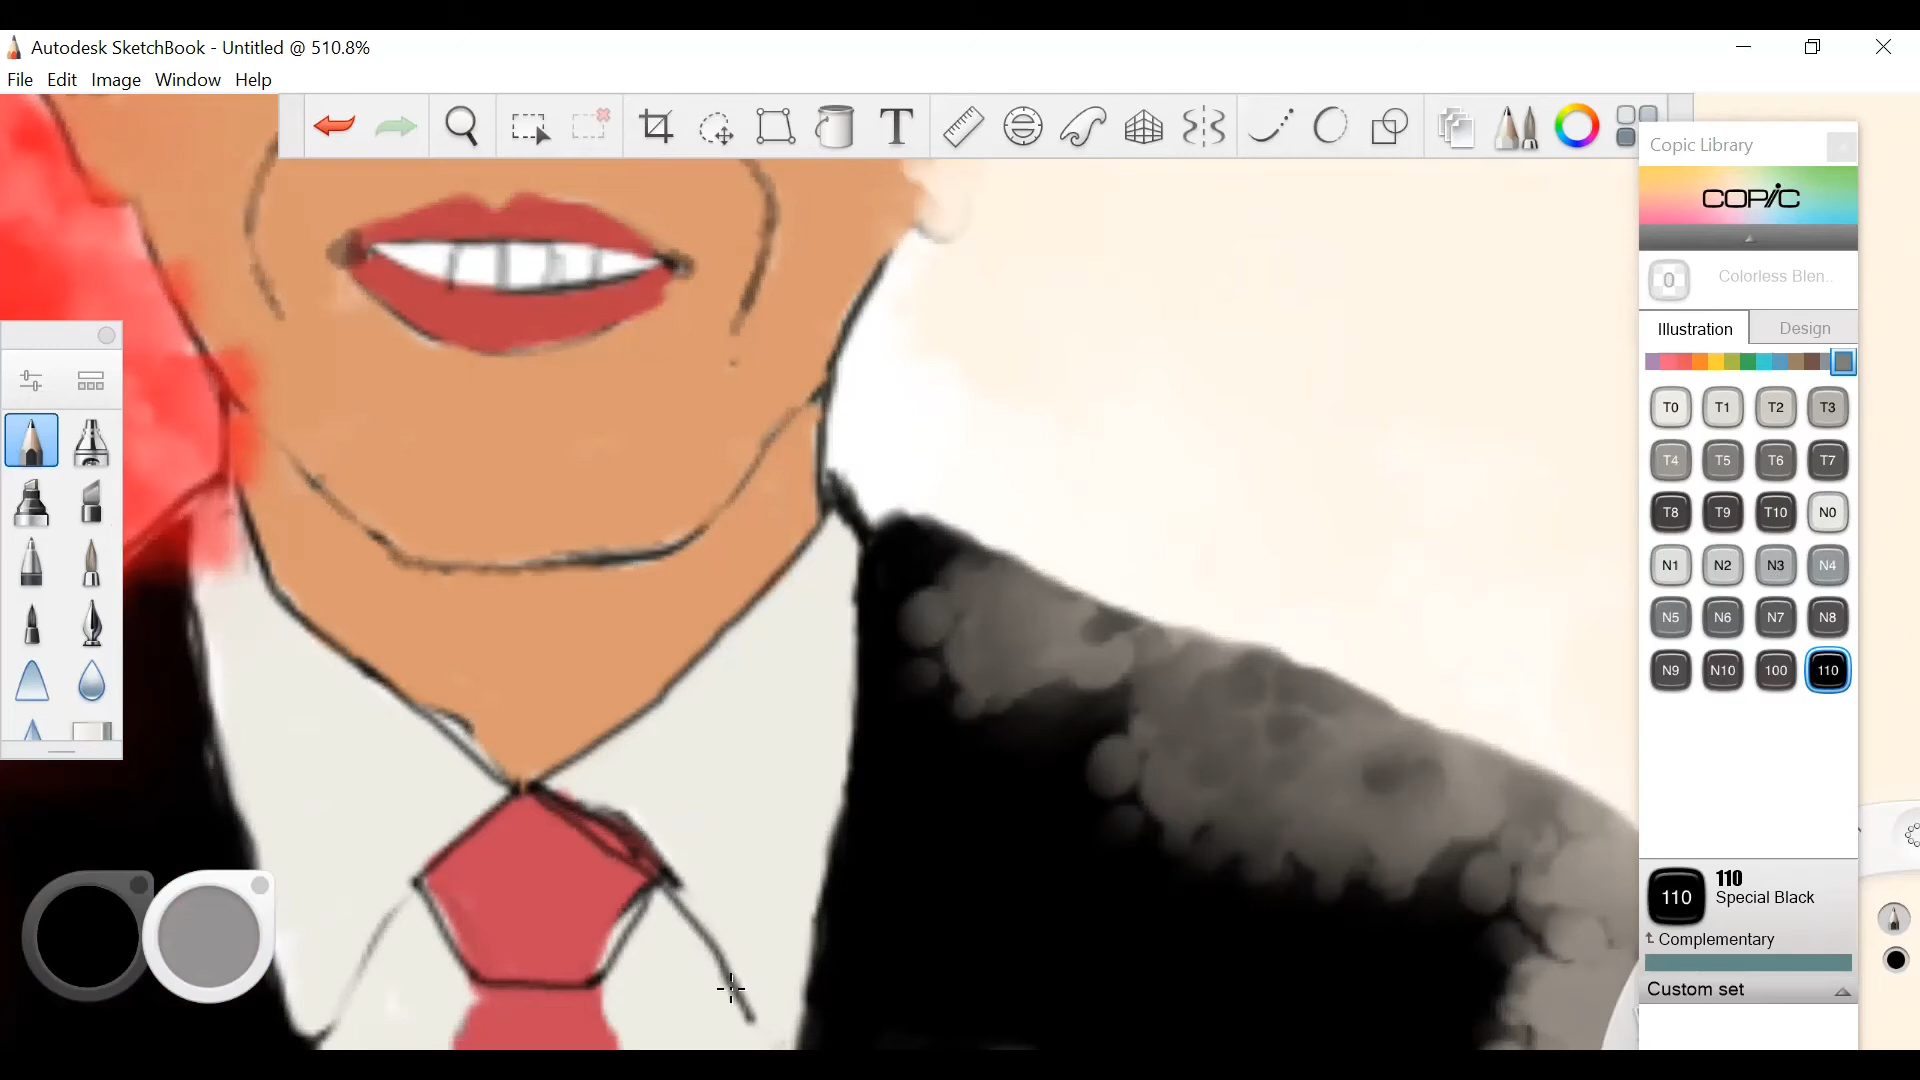 Autodesk SketchBook - Untitled @ 510.8%
File Edit Image Window Help
T
Copic Library
COPIC
0 Colorless Blen..
Illustration Design
T0 T1 T2 T3
T4 T5 T6 T7
T8 T9 T10 N0
N1 N2 N3 N4
N5 N6 N7 N8
N9 N10 100 110
110 110
Special Black
Complementary
Custom set